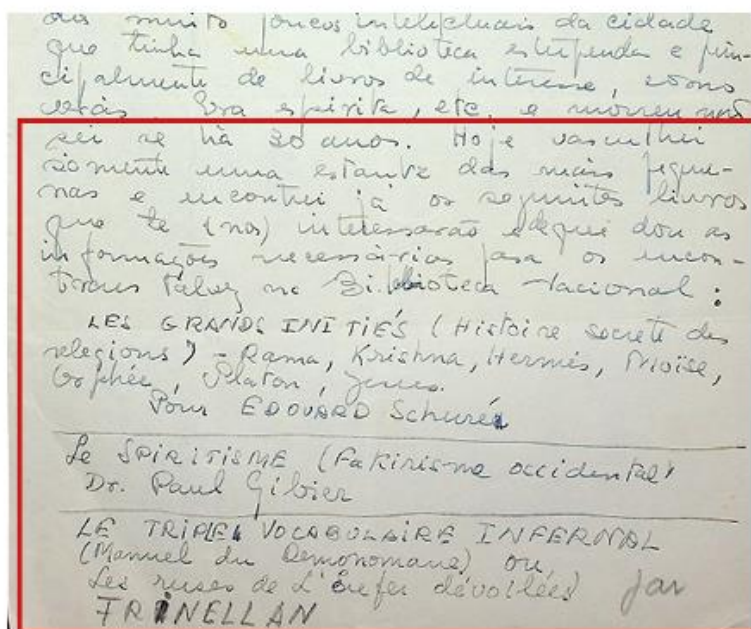 dos muito poucos intelectuais da cidade
que tinha uma biblioteca estupenda e prin-
cipalmente de livros de interesse, como
verás. Era espirita, etc. e morreu não
sei se há 30 anos. Hoje vasculhei
somente uma estante das mais peque-
nas e encontrei já os seguintes livros
que te (nos) interessarão e aqui dou as
informações necessárias para os encon-
trares talvez na Biblioteca Nacional:
LES GRANDS INITIÉS (Histoire secrete des
religions) - Rama, Krishna, Hermés, Moïse,
Orphée, Platon, Jesus.
Pour EDOUARD Schuré
Le SPIRITISME (Fakirisme occidental)
Dr. Paul Gibier
LE TRIPLE VOCABULAIRE INFERNAL
(Manuel du Demonomane) ou,
Les ruses de L'Enfer dévoilées) par
FRINELLAN